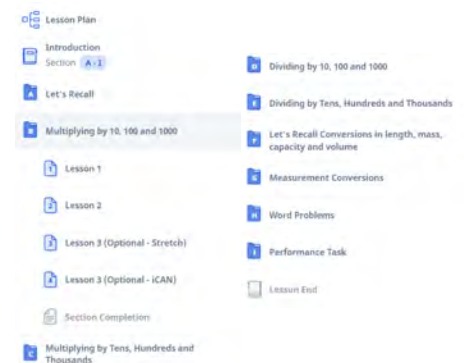 Lesson Plan
Introduction
Section A - I
A Let's Recall
B Multiplying by 10, 100 and 1000
1 Lesson 1
2 Lesson 2
3 Lesson 3 (Optional - Stretch)
4 Lesson 3 (Optional - iCAN)
Section Completion
C Multiplying by Tens, Hundreds and
Thousands
D Dividing by 10, 100 and 1000
E Dividing by Tens, Hundreds and Thousands
F Let's Recall Conversions in length, mass,
capacity and volume
G Measurement Conversions
H Word Problems
I Performance Task
Lesson End